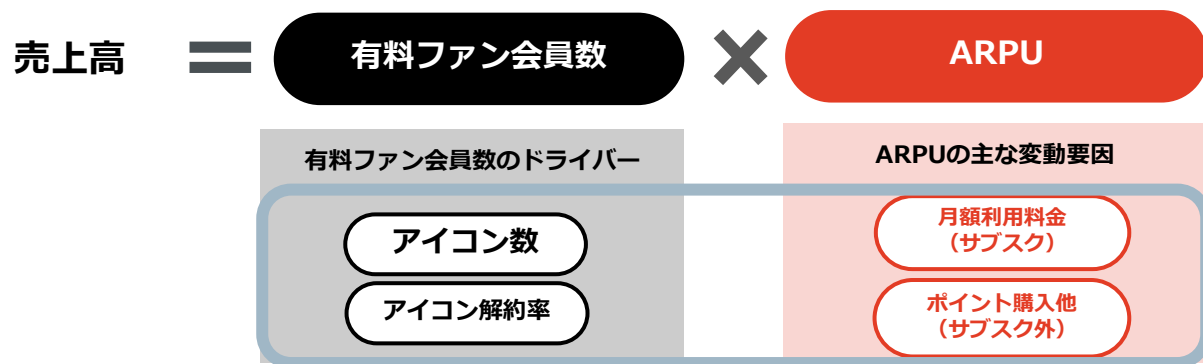 売上高 = 有料ファン会員数 × ARPU
有料ファン会員数のドライバー
アイコン数
アイコン解約率
ARPUの主な変動要因
月額利用料金
（サブスク）
ポイント購入他
（サブスク外）